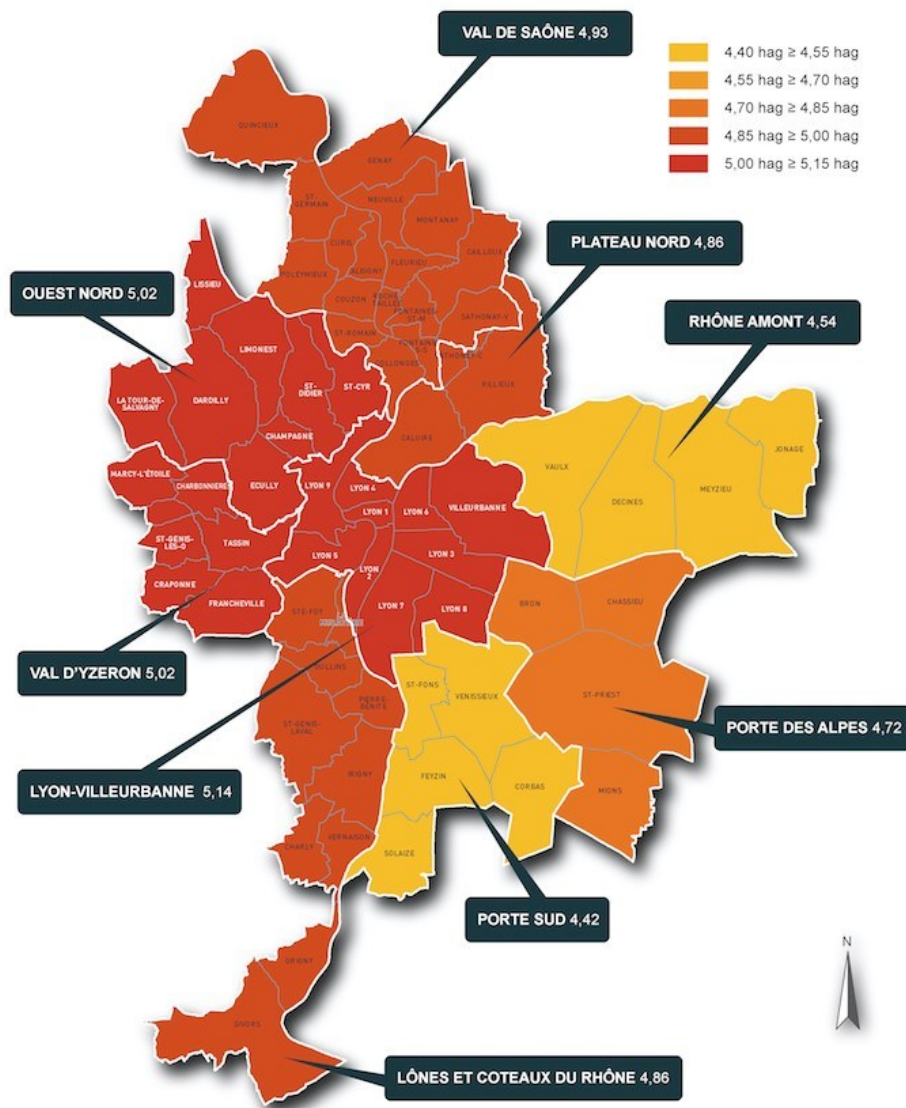 VAL DE SAÔNE 4,93
4,40 hag ≥ 4,55 hag
4,55 hag ≥ 4,70 hag
4,70 hag ≥ 4,85 hag
4,85 hag ≥ 5,00 hag
5,00 hag ≥ 5,15 hag
QUINCIEUX
GENAY
ST-
GERMAIN
NEUVILLE
MONTANAY
CURIS
ALBIGNY
FLEURIEU
CAILLOUX
PLATEAU NORD 4,86
POLEYMIEUX
COUZON
ROCHE-
TAILLEE
FONTAINES-
ST-M
SATHONAY-V
OUEST NORD 5,02
LISSIEU
RHÔNE AMONT 4,54
LIMONEST
ST-ROMAIN
COLLONGES
RILLIEUX
LA TOUR-DE-
SALVAGNY
DARDILLY
ST-
DIDIER
ST-CYR
CHAMPAGNE
CALUIRE
JONAGE
MARCY-L'ÉTOILE
CHARBONNIERES
ECULLY
LYON 9
LYON 4
VAULX
DECINES
MEYZIEU
LYON 1
LYON 6
VILLEURBANNE
ST-GENIS-
LES-O
TASSIN
LYON 5
LYON 3
LYON
2
CRAPONNE
FRANCHEVILLE
STE-FOY
LYON 7
LYON 8
BRON
CHASSIEU
VAL D'YZERON 5,02
OULLINS
ST-FONS
VENISSIEUX
ST-PRIEST
PORTE DES ALPES 4,72
ST-GENIS-
LAVAL
PIERRE-
BENITE
LYON-VILLEURBANNE 5,14
IRIGNY
FEYZIN
CORBAS
MIONS
CHARLY
VERNAISON
SOLAIZE
PORTE SUD 4,42
GRIGNY
N
GIVORS
LÔNES ET COTEAUX DU RHÔNE 4,86